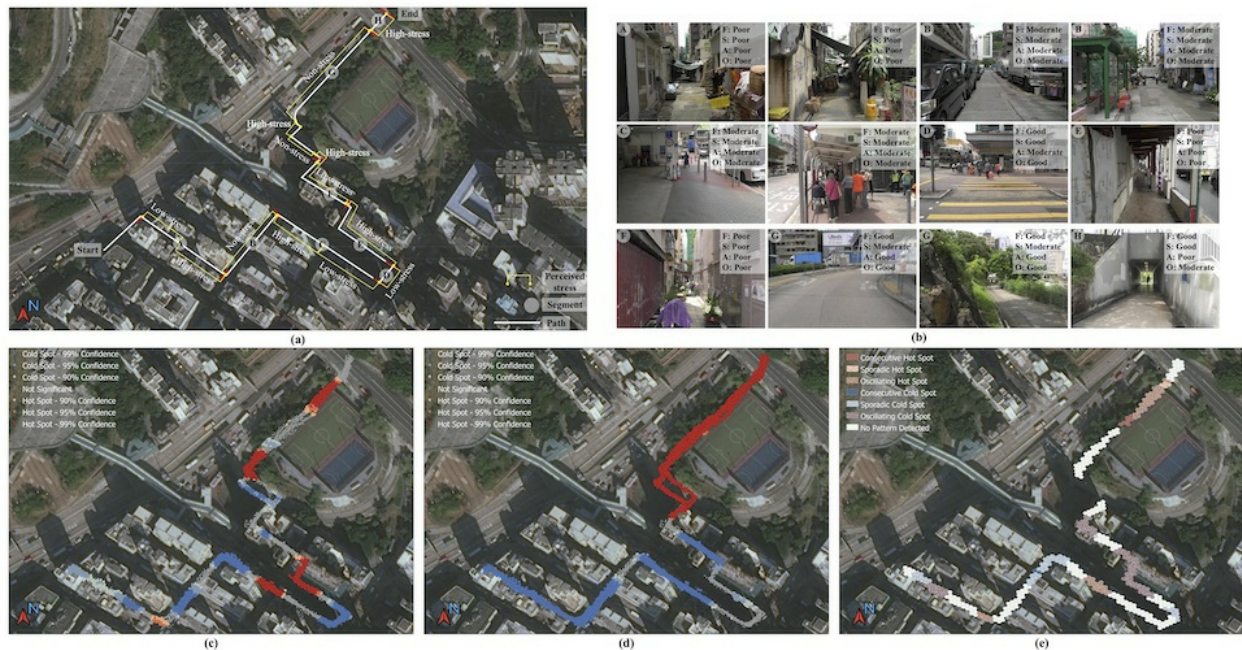 End
High-stress
Non-stress
G
High-stress
Non-stress
High-stress
Low-stress
Start
Non-stress
High-stress
High-stress
High-stress
Low-stress
Low-stress
B
E
D
N
Perceived
stress
Segment
Path
(a)
A
F: Poor
S: Poor
A: Poor
O: Poor
A
F: Poor
S: Poor
A: Poor
O: Poor
B
F: Moderate
S: Moderate
A: Moderate
O: Moderate
B
F: Moderate
S: Moderate
A: Moderate
O: Moderate
C
F: Moderate
S: Moderate
A: Moderate
O: Moderate
C
F: Moderate
S: Moderate
A: Moderate
O: Moderate
D
F: Good
S: Good
A: Moderate
O: Good
E
F: Poor
S: Poor
A: Poor
O: Poor
F
F: Poor
S: Poor
A: Poor
O: Poor
G
F: Good
S: Good
A: Good
O: Good
G
F: Good
S: Moderate
A: Good
O: Good
H
F: Good
S: Good
A: Poor
O: Moderate
(b)
Cold Spot - 99% Confidence
Cold Spot - 95% Confidence
Cold Spot - 90% Confidence
Not Significant
Hot Spot - 90% Confidence
Hot Spot - 95% Confidence
Hot Spot - 99% Confidence
N
(c)
Cold Spot - 99% Confidence
Cold Spot - 95% Confidence
Cold Spot - 90% Confidence
Not Significant
Hot Spot - 90% Confidence
Hot Spot - 95% Confidence
Hot Spot - 99% Confidence
N
(d)
Consecutive Hot Spot
Sporadic Hot Spot
Oscillating Hot Spot
Consecutive Cold Spot
Sporadic Cold Spot
Oscillating Cold Spot
No Pattern Detected
N
(e)